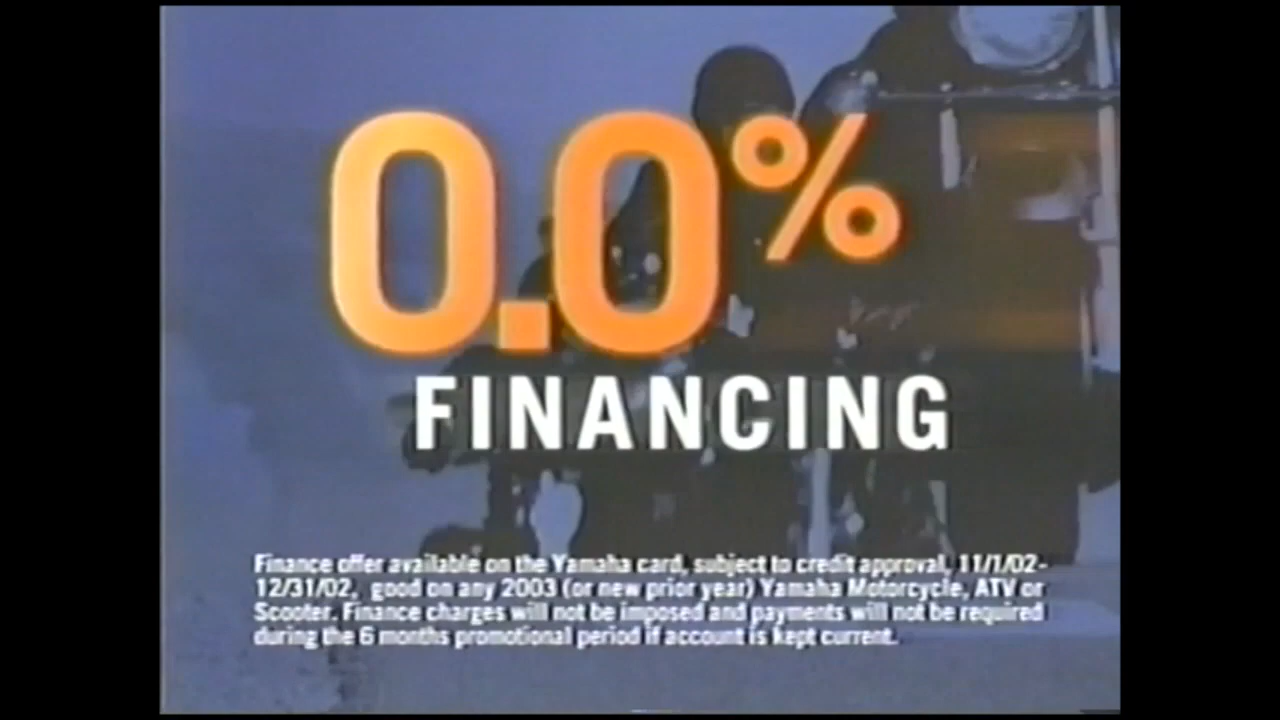 0.0%
FINANCING
Finance offer available on the Yamaha card, subject to credit approval, 11/1/02-
12/31/02, good on any 2003 (or new prior year) Yamaha Motorcycle, ATV or
Scooter. Finance charges will not be imposed and payments will not be required
during the 6 months promotional period if account is kept current.